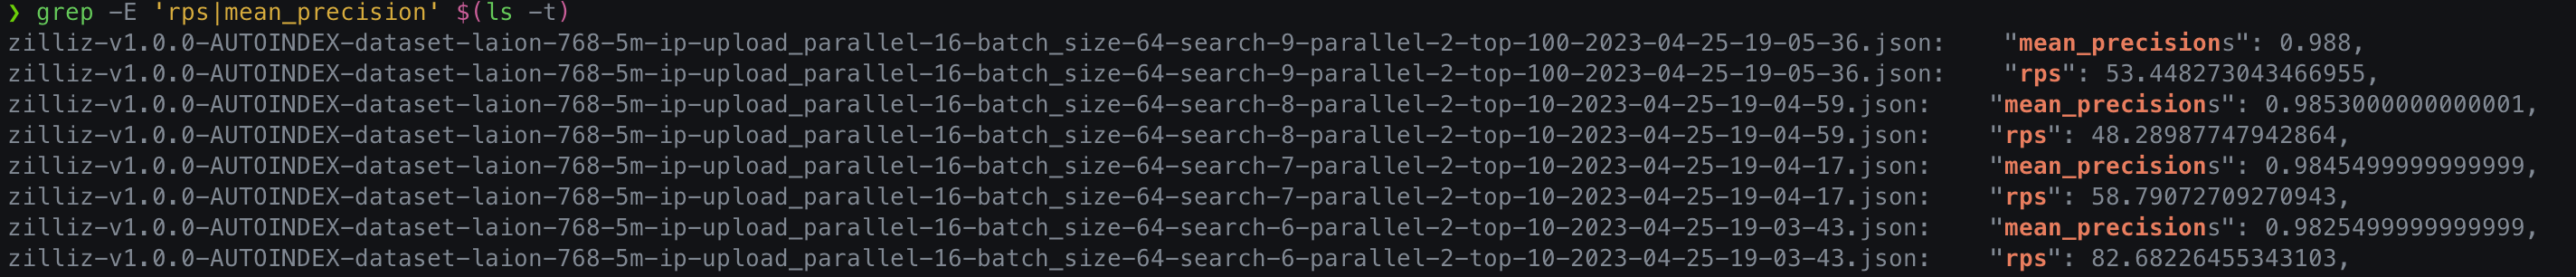 ❯ grep -E 'rps|mean_precision' $(ls -t)
zilliz-v1.0.0-AUTOINDEX-dataset-laion-768-5m-ip-upload_parallel-16-batch_size-64-search-9-parallel-2-top-100-2023-04-25-19-05-36.json:    "mean_precisions": 0.988,
zilliz-v1.0.0-AUTOINDEX-dataset-laion-768-5m-ip-upload_parallel-16-batch_size-64-search-9-parallel-2-top-100-2023-04-25-19-05-36.json:    "rps": 53.448273043466955,
zilliz-v1.0.0-AUTOINDEX-dataset-laion-768-5m-ip-upload_parallel-16-batch_size-64-search-8-parallel-2-top-10-2023-04-25-19-04-59.json:    "mean_precisions": 0.9853000000000001,
zilliz-v1.0.0-AUTOINDEX-dataset-laion-768-5m-ip-upload_parallel-16-batch_size-64-search-8-parallel-2-top-10-2023-04-25-19-04-59.json:    "rps": 48.28987747942864,
zilliz-v1.0.0-AUTOINDEX-dataset-laion-768-5m-ip-upload_parallel-16-batch_size-64-search-7-parallel-2-top-10-2023-04-25-19-04-17.json:    "mean_precisions": 0.9845499999999999,
zilliz-v1.0.0-AUTOINDEX-dataset-laion-768-5m-ip-upload_parallel-16-batch_size-64-search-7-parallel-2-top-10-2023-04-25-19-04-17.json:    "rps": 58.79072709270943,
zilliz-v1.0.0-AUTOINDEX-dataset-laion-768-5m-ip-upload_parallel-16-batch_size-64-search-6-parallel-2-top-10-2023-04-25-19-03-43.json:    "mean_precisions": 0.9825499999999999,
zilliz-v1.0.0-AUTOINDEX-dataset-laion-768-5m-ip-upload_parallel-16-batch_size-64-search-6-parallel-2-top-10-2023-04-25-19-03-43.json:    "rps": 82.68226455343103,